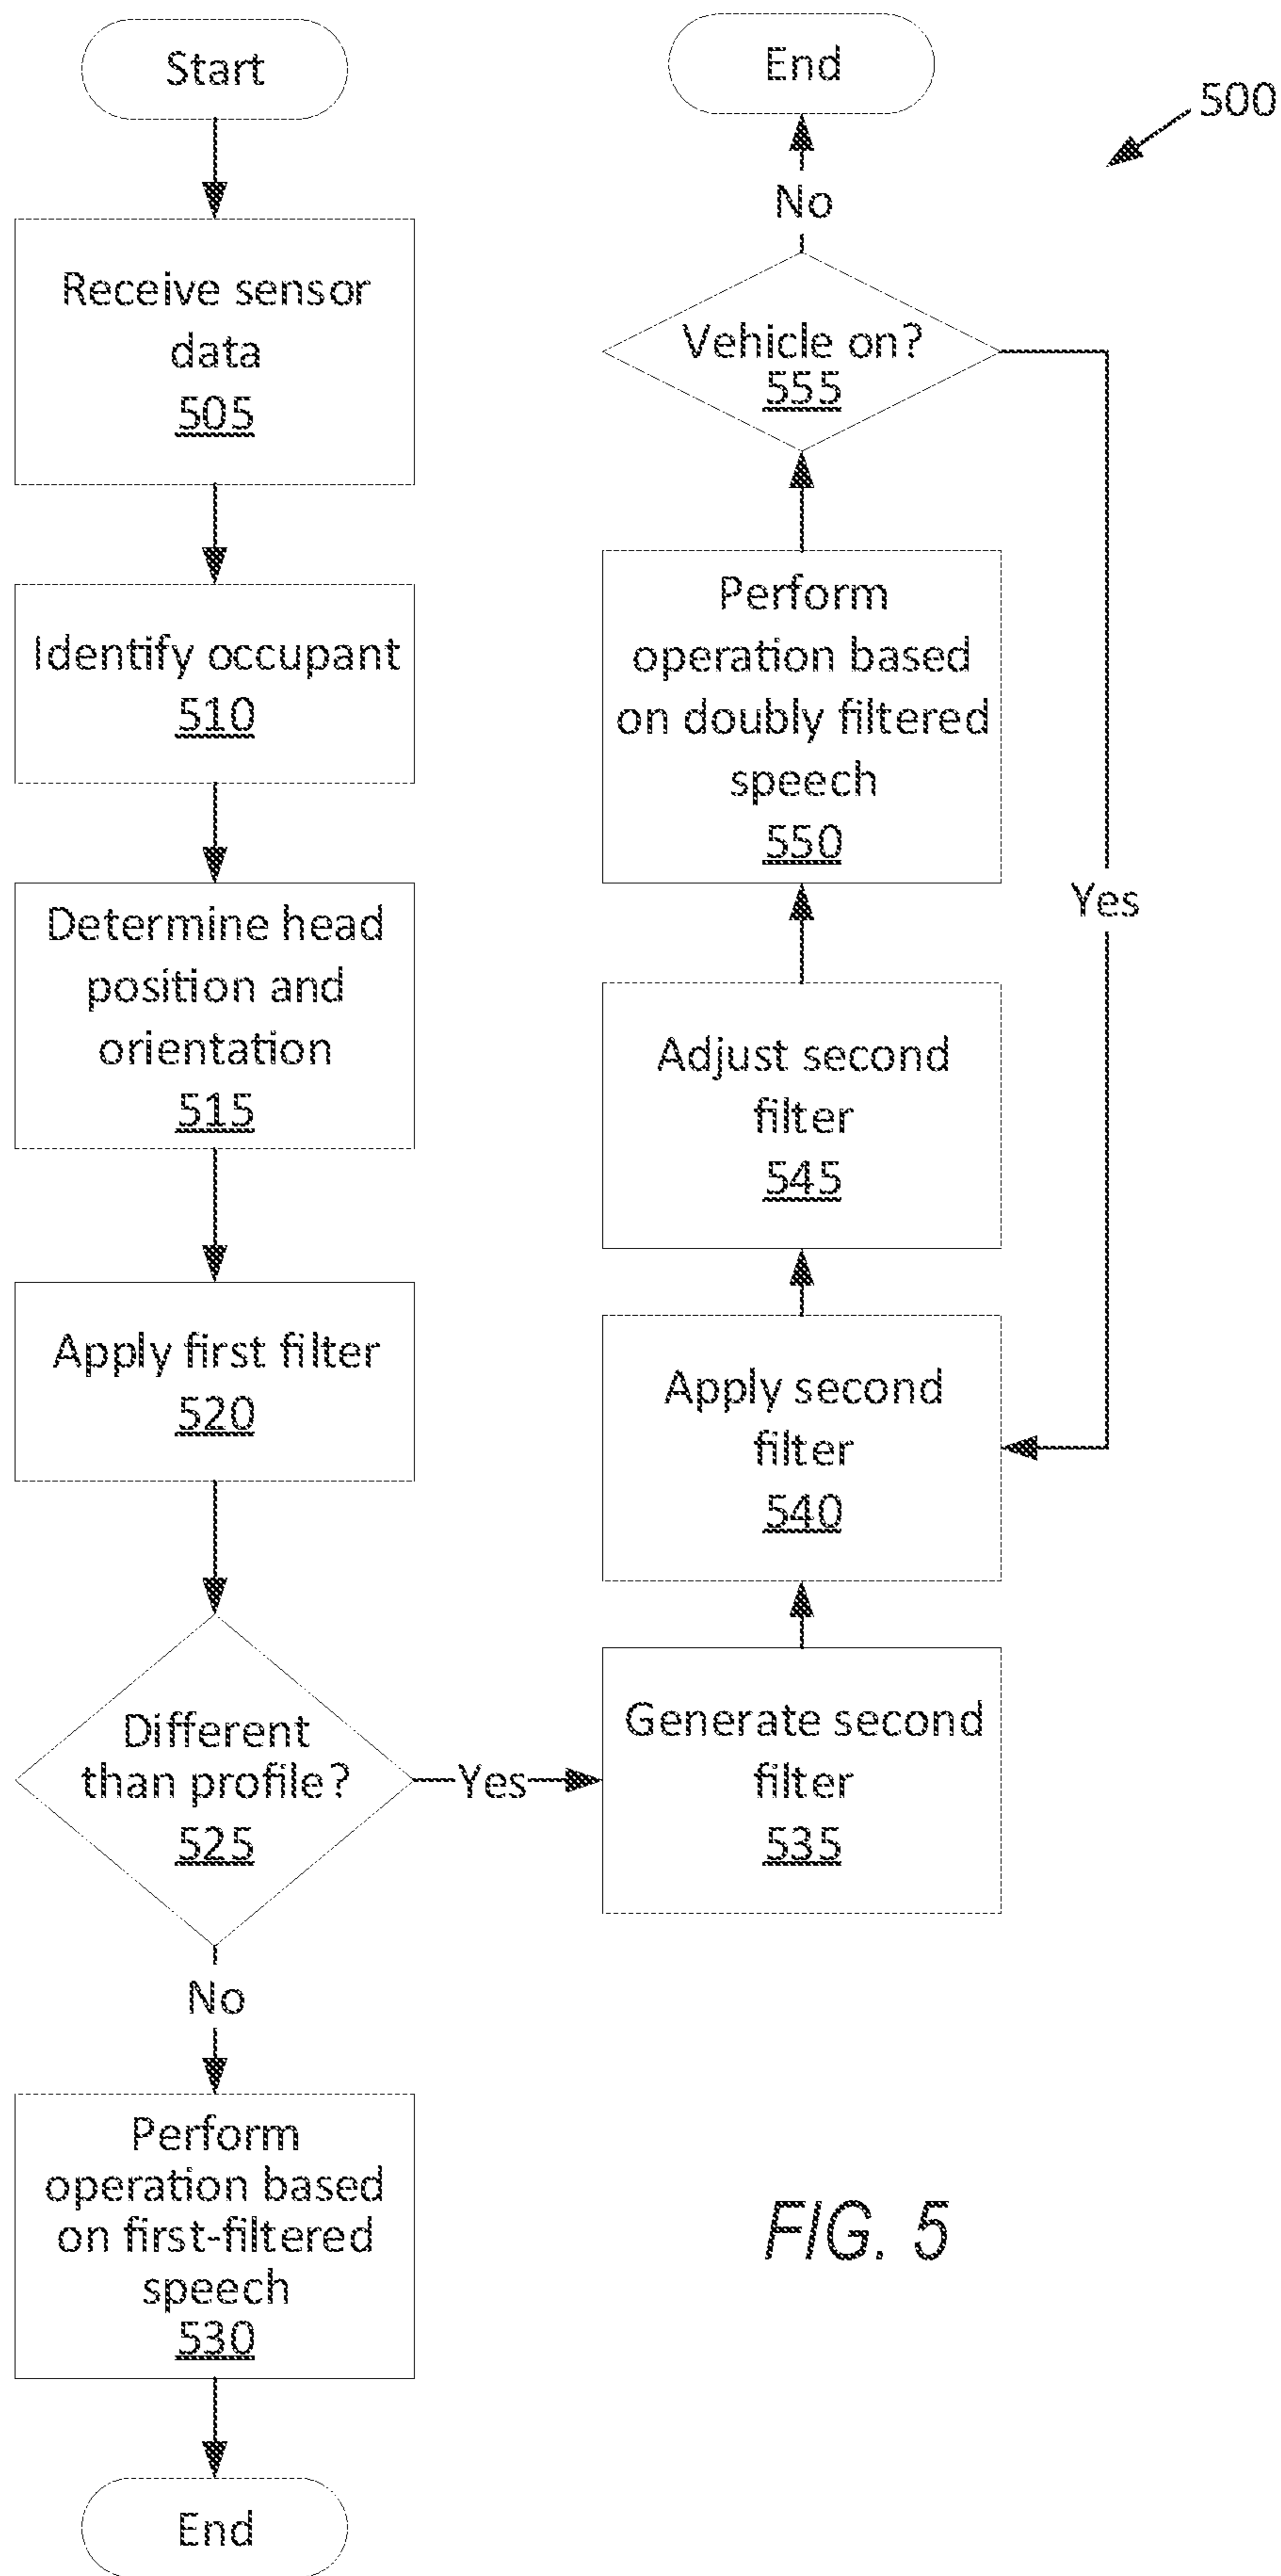 Start
Receive sensor
data
505
Identify occupant
510
Determine head
position and
orientation
515
Apply first filter
520
Different
than profile?
525
Yes
No
Perform
operation based
on first-filtered
speech
530
End
End
500
No
Vehicle on?
555
Perform
operation based
on doubly filtered
speech
550
Yes
Adjust second
filter
545
Apply second
filter
540
Generate second
filter
535
FIG. 5